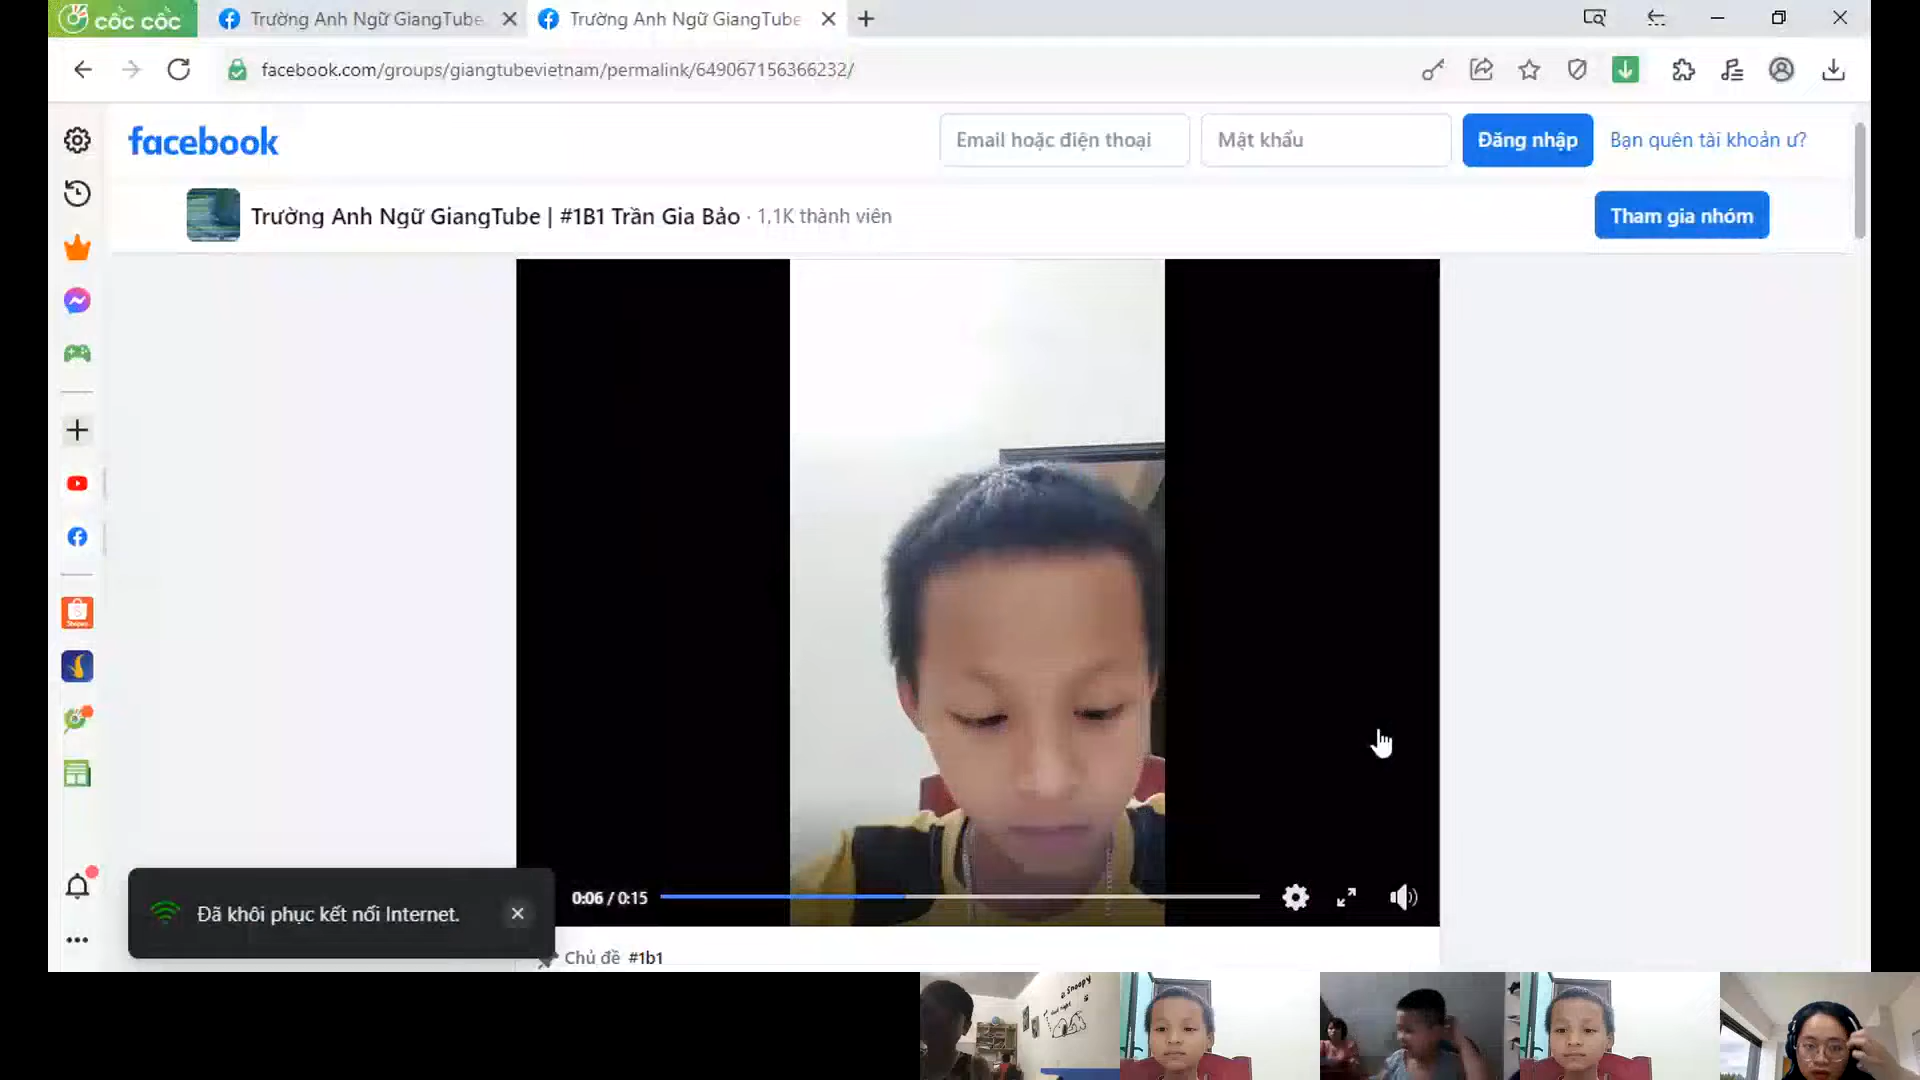 cốc cốc
Trường Anh Ngữ GiangTube
Trường Anh Ngữ GiangTube
facebook.com/groups/giangtubevietnam/permalink/649067156366232/
facebook
Email hoặc điện thoại
Mật khẩu
Đăng nhập
Bạn quên tài khoản ư?
Trường Anh Ngữ GiangTube | #1B1 Trần Gia Bảo · 1,1K thành viên
Tham gia nhóm
Shopee
0:06 / 0:15
Đã khôi phục kết nối Internet.
Chủ đề #1b1
Snoopy